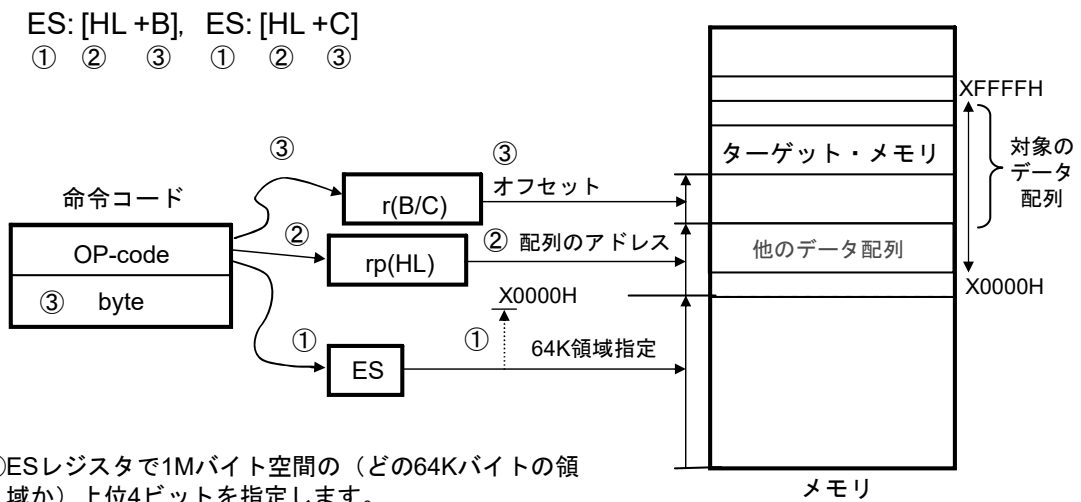 ES: [HL +B], ES: [HL +C]
① ② ③ ① ② ③
XFFFFH
③
③
ターゲット・メモリ
対象の
データ
配列
命令コード
オフセット
r(B/C)
OP-code
②
② 配列のアドレス
他のデータ配列
rp(HL)
③ byte
X0000H
X0000H
①
①
64K領域指定
ES
ESレジスタで1Mバイト空間の（どの64Kバイトの領
域か）上位4ビットを指定します。
メモリ